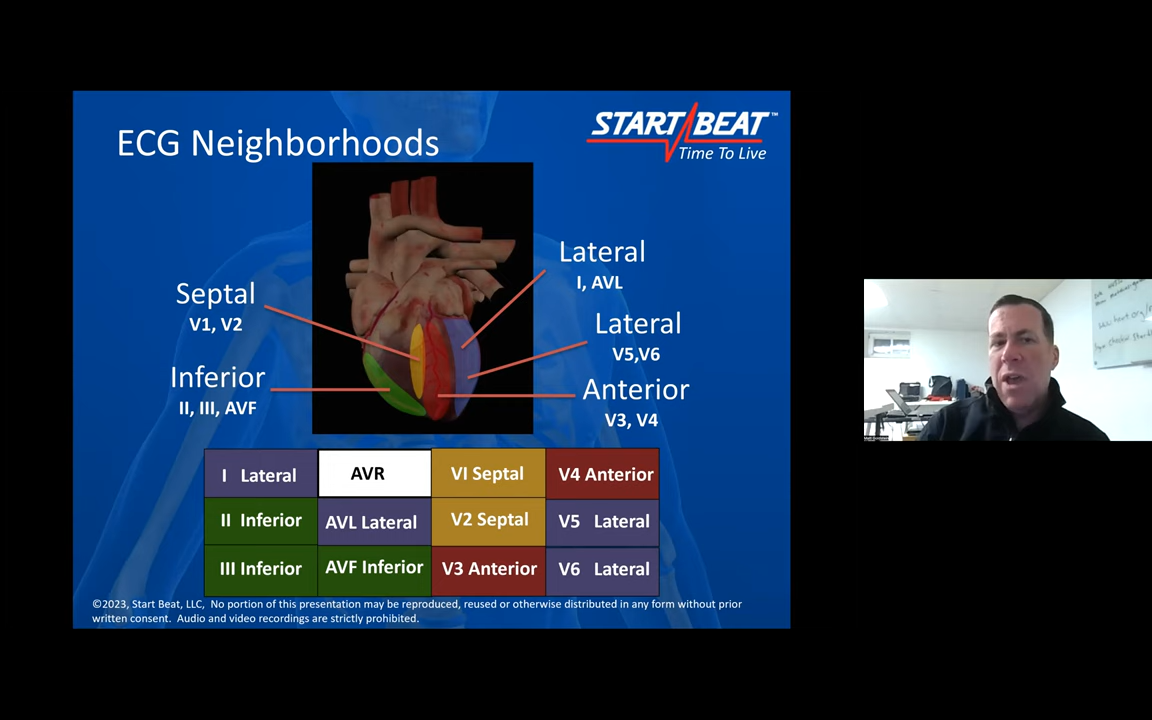 ECG Neighborhoods
START BEAT™
Time To Live
Lateral
I, AVL
Septal
V1, V2
Lateral
V5,V6
Inferior
II, III, AVF
Anterior
V3, V4
I Lateral
AVR
VI Septal
V4 Anterior
II Inferior
AVL Lateral
V2 Septal
V5 Lateral
III Inferior
AVF Inferior
V3 Anterior
V6 Lateral
©2023, Start Beat, LLC, No portion of this presentation may be reproduced, reused or otherwise distributed in any form without prior
written consent. Audio and video recordings are strictly prohibited.